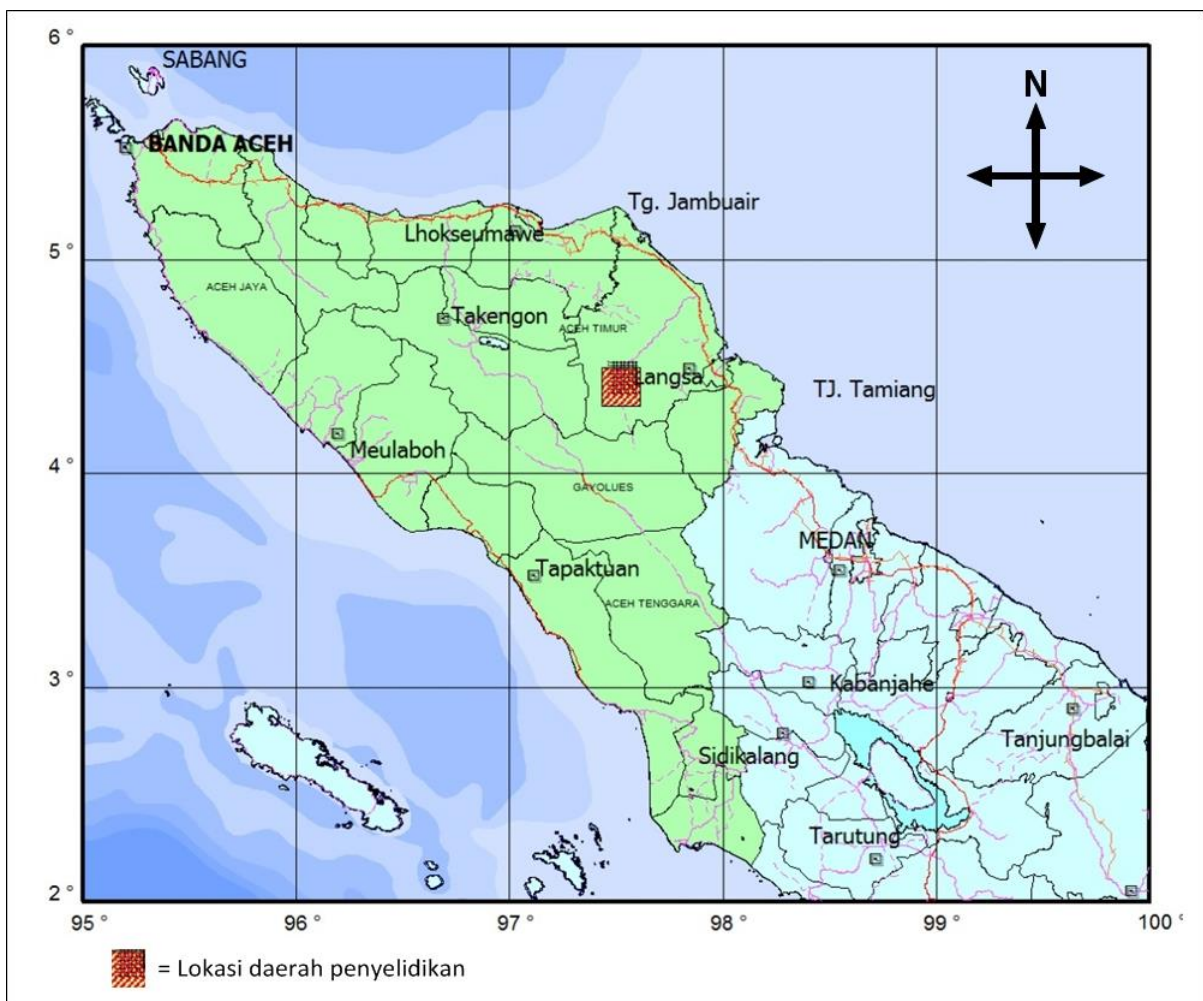 6 °
SABANG
N
BANDA ACEH
Tg. Jambuair
Lhokseumawe
5 °
ACEH JAYA
Takengon
ACEH TIMUR
Langsa
TJ. Tamiang
Meulaboh
4 °
GAYOLUES
MEDAN
Tapaktuan
ACEH TENGGARA
3 °
Kabanjahe
Tanjungbalai
Sidikalang
Tarutung
2 °
95 °
96 °
97 °
98 °
99 °
100 °
= Lokasi daerah penyelidikan